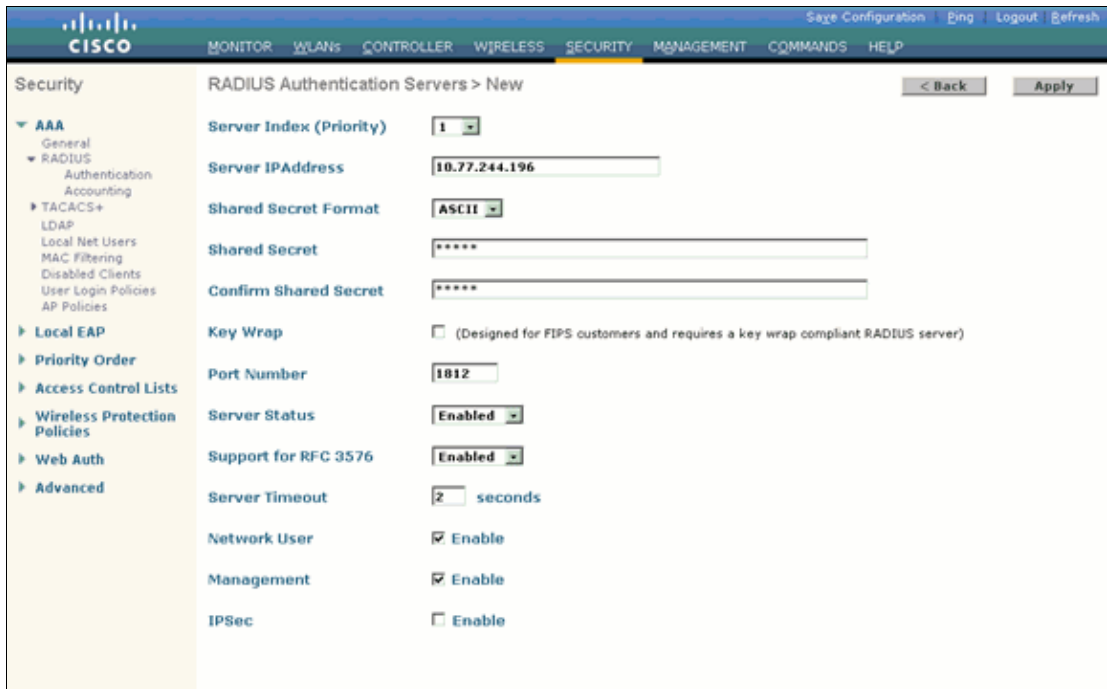 Save Configuration | Ping | Logout | Refresh
CISCO
MONITOR WLANs CONTROLLER WIRELESS SECURITY MANAGEMENT COMMANDS HELP
Security
AAA
General
RADIUS
Authentication
Accounting
TACACS+
LDAP
Local Net Users
MAC Filtering
Disabled Clients
User Login Policies
AP Policies
Local EAP
Priority Order
Access Control Lists
Wireless Protection
Policies
Web Auth
Advanced
RADIUS Authentication Servers > New
< Back Apply
Server Index (Priority) 1
Server IPAddress 10.77.244.196
Shared Secret Format ASCII
Shared Secret *****
Confirm Shared Secret *****
Key Wrap (Designed for FIPS customers and requires a key wrap compliant RADIUS server)
Port Number 1812
Server Status Enabled
Support for RFC 3576 Enabled
Server Timeout 2 seconds
Network User Enable
Management Enable
IPSec Enable